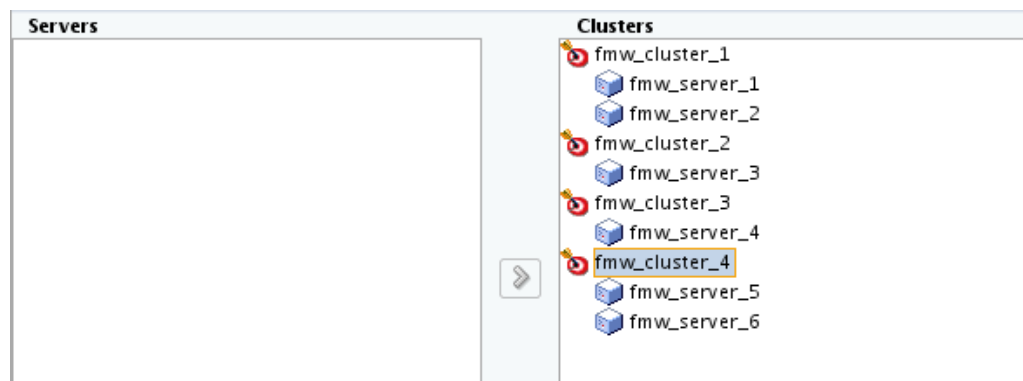 Servers
Clusters
fmw_cluster_1
fmw_server_1
fmw_server_2
fmw_cluster_2
fmw_server_3
fmw_cluster_3
fmw_server_4
fmw_cluster_4
fmw_server_5
fmw_server_6